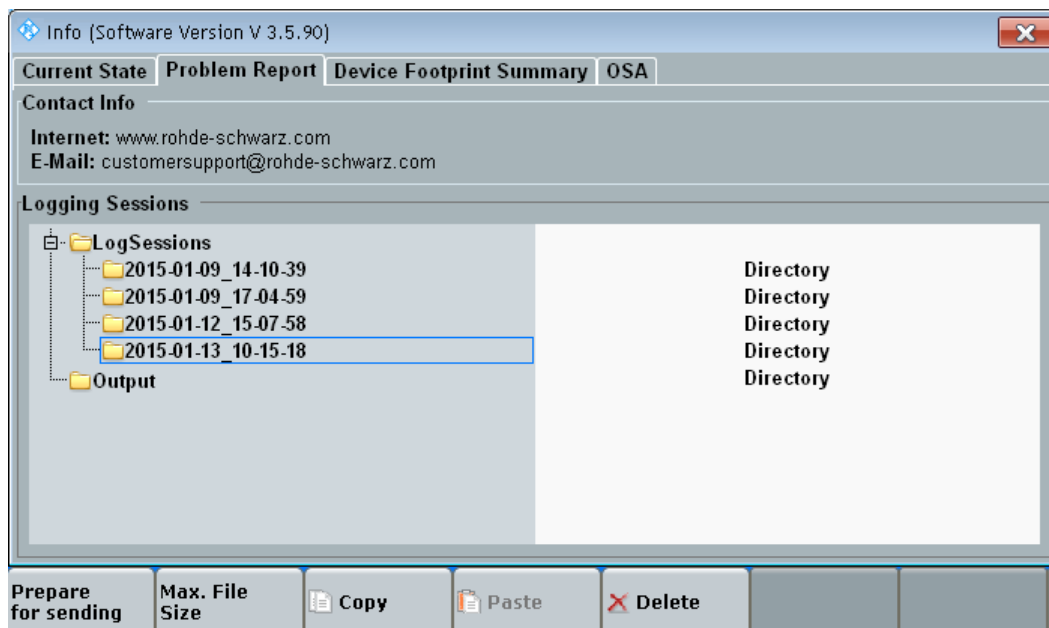 Info (Software Version V 3.5.90)
Current State Problem Report Device Footprint Summary OSA
Contact Info
Internet: www.rohde-schwarz.com
E-Mail: customersupport@rohde-schwarz.com
Logging Sessions
LogSessions
2015-01-09_14-10-39 Directory
2015-01-09_17-04-59 Directory
2015-01-12_15-07-58 Directory
2015-01-13_10-15-18 Directory
Output Directory
Prepare for sending
Max. File Size
Copy
Paste
Delete